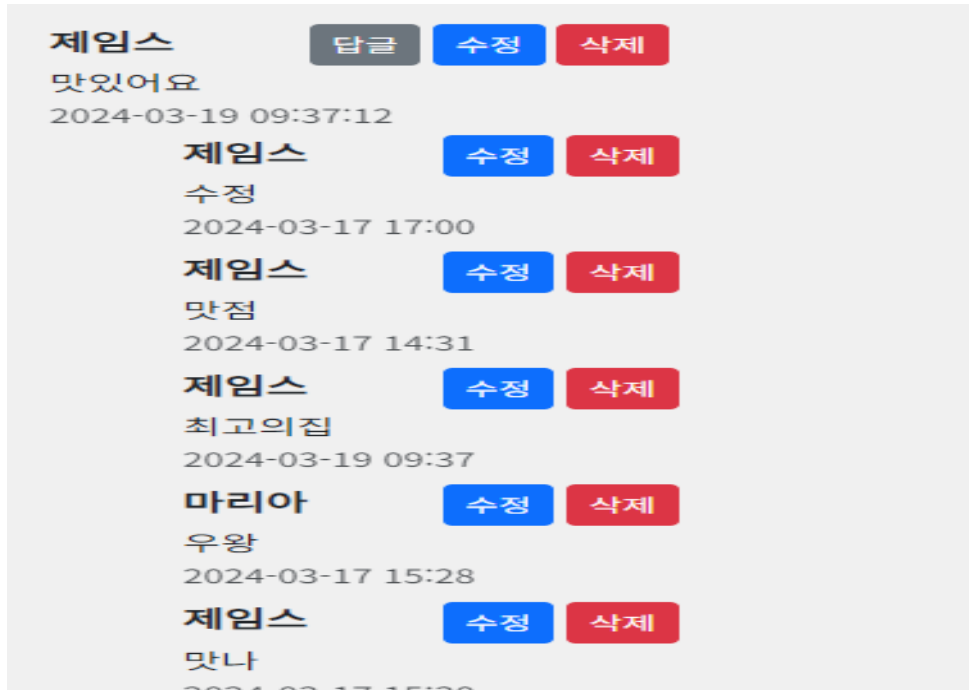 제임스 답글 수정 삭제
맛있어요
2024-03-19 09:37:12
제임스 수정 삭제
수정
2024-03-17 17:00
제임스 수정 삭제
맛점
2024-03-17 14:31
제임스 수정 삭제
최고의집
2024-03-19 09:37
마리아 수정 삭제
우왕
2024-03-17 15:28
제임스 수정 삭제
맛나